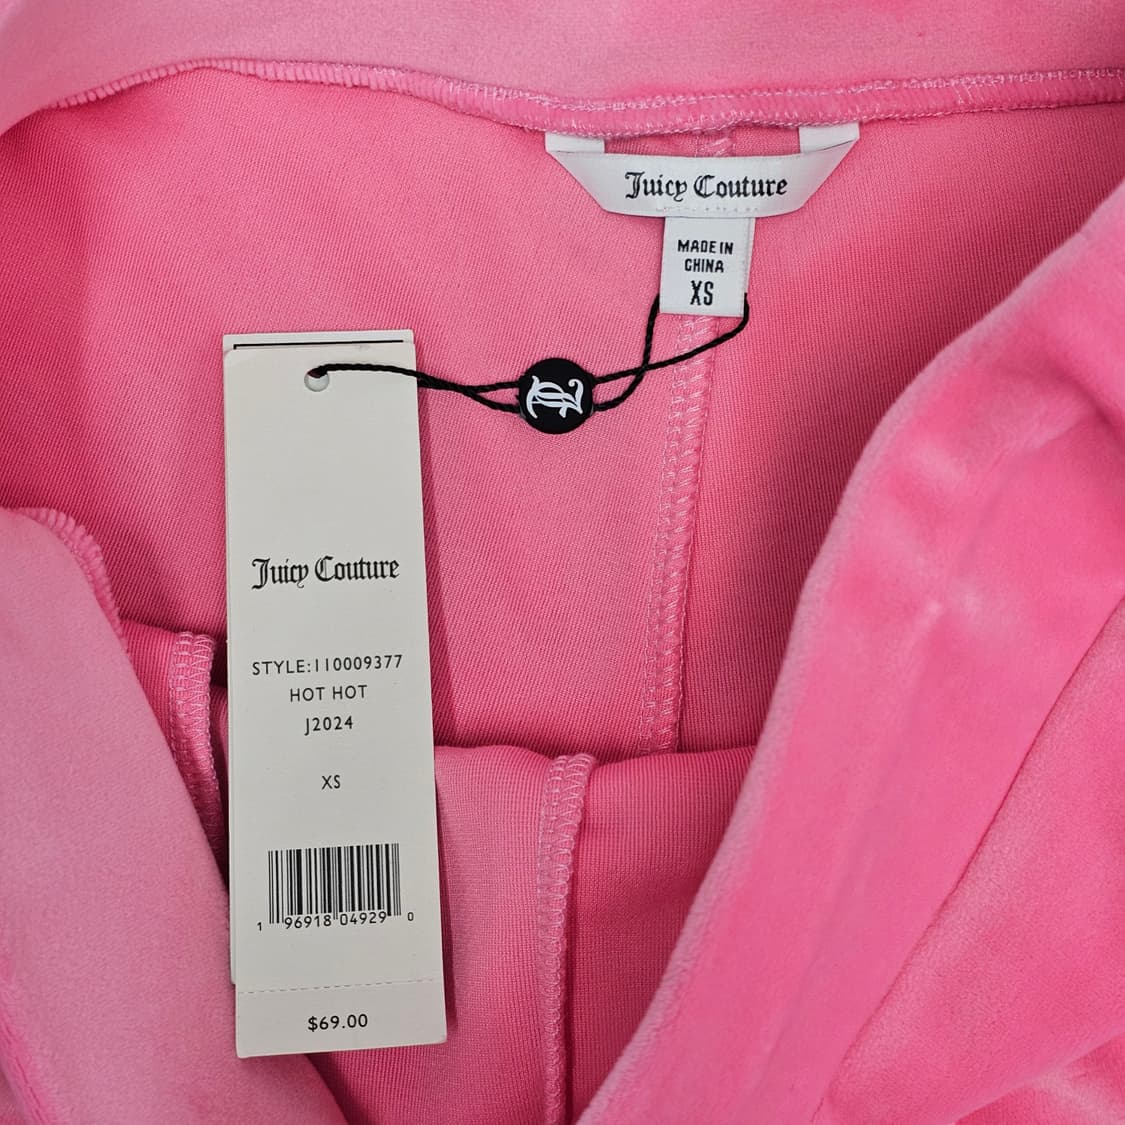 Juicy Couture
MADE IN
CHINA
XS
Juicy Couture
STYLE:110009377
HOT HOT
J2024
XS
1 96918 04929 0
$69.00